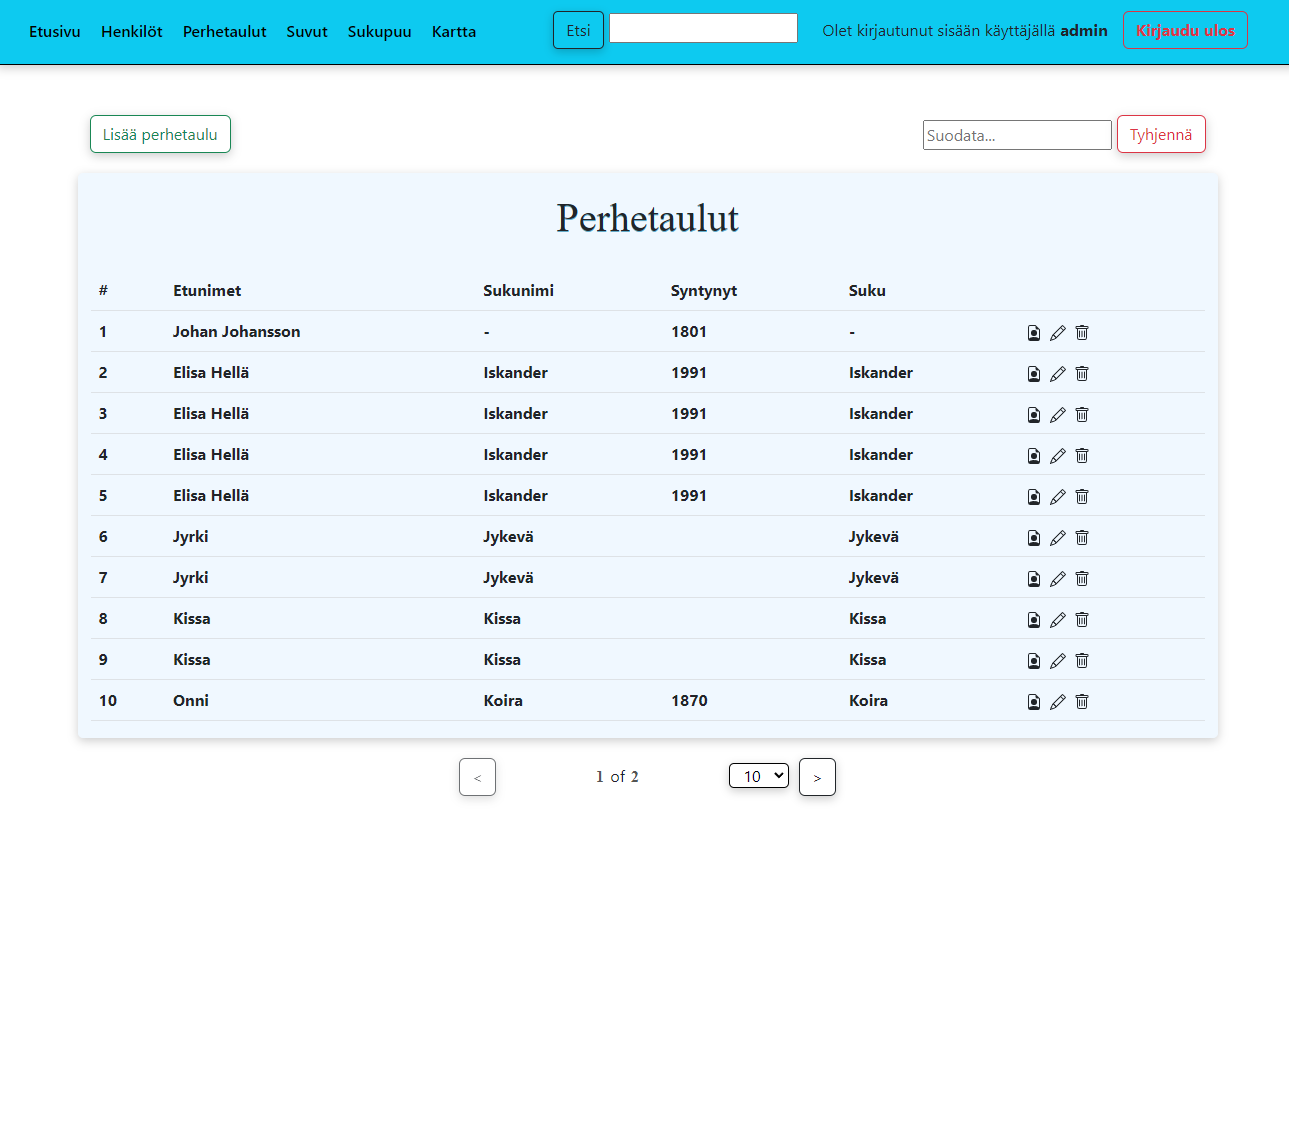 Etusivu Henkilöt Perhetaulut Suvut Sukupuu Kartta Etsi Olet kirjautunut sisään käyttäjällä admin Kirjaudu ulos
Lisää perhetaulu Suodata... Tyhjennä
Perhetaulut
# Etunimet Sukunimi Syntynyt Suku
1 Johan Johansson - 1801 -
2 Elisa Hellä Iskander 1991 Iskander
3 Elisa Hellä Iskander 1991 Iskander
4 Elisa Hellä Iskander 1991 Iskander
5 Elisa Hellä Iskander 1991 Iskander
6 Jyrki Jykevä Jykevä
7 Jyrki Jykevä Jykevä
8 Kissa Kissa Kissa
9 Kissa Kissa Kissa
10 Onni Koira 1870 Koira
< 1 of 2 10 >